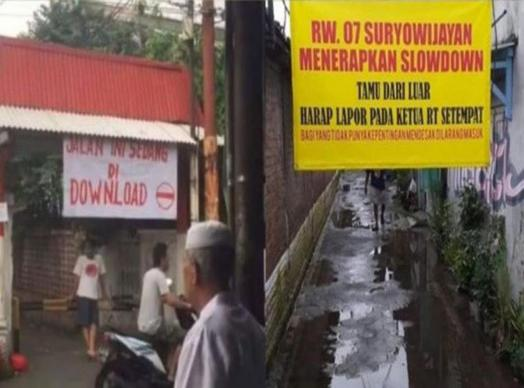 JALAN INI SEDANG
DI
DOWNLOAD
RW. 07 SURYOWIJAYAN
MENERAPKAN SLOWDOWN
TAMU DARI LUAR
HARAP LAPOR PADA KETUA RT SETEMPAT
BAGI YANG TIDAK PUNYA KEPENTINGAN MENDESAK DILARANG MASUK